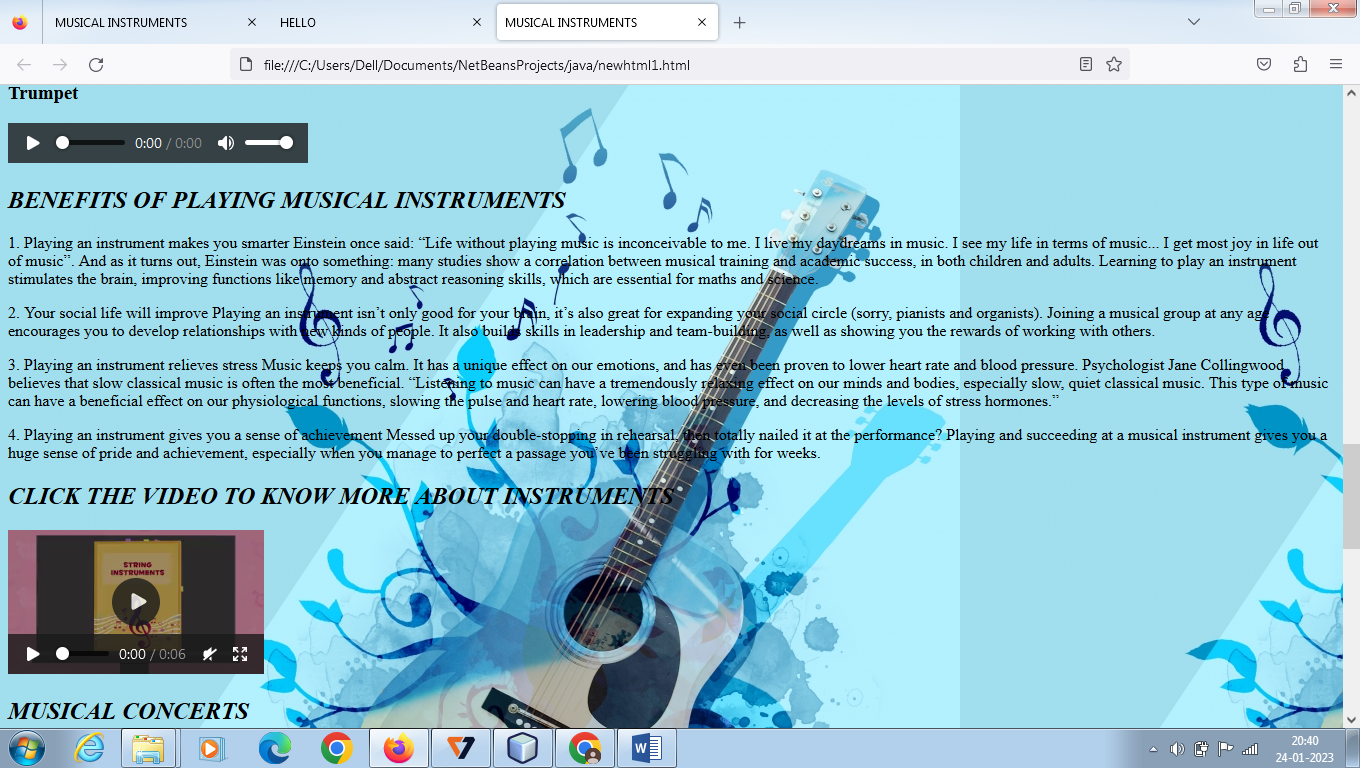 MUSICAL INSTRUMENTS
HELLO
MUSICAL INSTRUMENTS
file:///C:/Users/Dell/Documents/NetBeansProjects/java/newhtml1.html
Trumpet
0:00 / 0:00
BENEFITS OF PLAYING MUSICAL INSTRUMENTS
1. Playing an instrument makes you smarter Einstein once said: “Life without playing music is inconceivable to me. I live my daydreams in music. I see my life in terms of music... I get most joy in life out
of music”. And as it turns out, Einstein was onto something: many studies show a correlation between musical training and academic success, in both children and adults. Learning to play an instrument
stimulates the brain, improving functions like memory and abstract reasoning skills, which are essential for maths and science.
2. Your social life will improve Playing an instrument isn’t only good for your brain, it’s also great for expanding your social circle (sorry, pianists and organists). Joining a musical group at any age
encourages you to develop relationships with new kinds of people. It also builds skills in leadership and team-building, as well as showing you the rewards of working with others.
3. Playing an instrument relieves stress Music keeps you calm. It has a unique effect on our emotions, and has even been proven to lower heart rate and blood pressure. Psychologist Jane Collingwood
believes that slow classical music is often the most beneficial. “Listening to music can have a tremendously relaxing effect on our minds and bodies, especially slow, quiet classical music. This type of music
can have a beneficial effect on our physiological functions, slowing the pulse and heart rate, lowering blood pressure, and decreasing the levels of stress hormones.”
4. Playing an instrument gives you a sense of achievement Messed up your double-stopping in rehearsal, then totally nailed it at the performance? Playing and succeeding at a musical instrument gives you a
huge sense of pride and achievement, especially when you manage to perfect a passage you’ve been struggling with for weeks.
CLICK THE VIDEO TO KNOW MORE ABOUT INSTRUMENTS
STRING
INSTRUMENTS
0:00 / 0:06
MUSICAL CONCERTS
20:40
24-01-2023